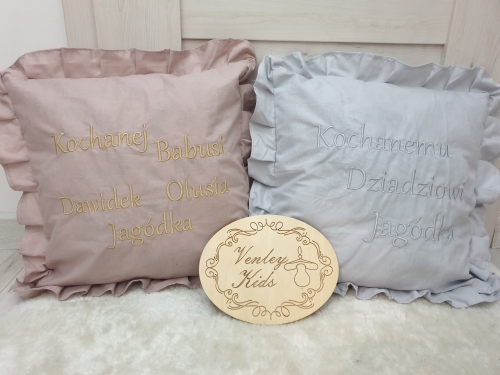 Kochanej
Babusi
Dawidek Olusia
Jagódka
Kochanemu
Dziadziowi
Jagódka
Venley
Kids